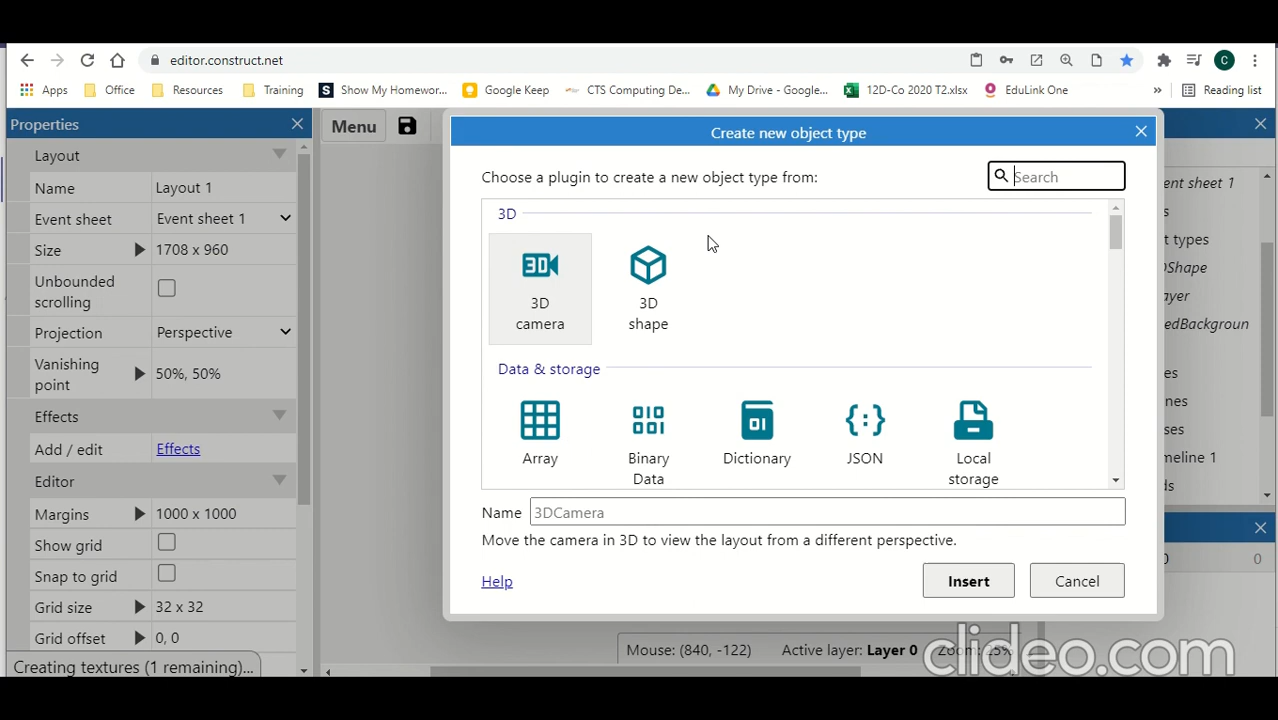 editor.construct.net
C
Apps
Office
Resources
Training
S
Show My Homewor...
Google Keep
CTS Computing De...
My Drive - Google...
12D-Co 2020 T2.xlsx
EduLink One
»
Reading list
Properties
Menu
Layout
Name
Layout 1
Event sheet
Event sheet 1
Size
1708 x 960
Unbounded
scrolling
Projection
Perspective
Vanishing
point
50%, 50%
Effects
Add / edit
Effects
Editor
Margins
1000 x 1000
Show grid
Snap to grid
Grid size
32 x 32
Grid offset
0, 0
Creating textures (1 remaining)...
Create new object type
Choose a plugin to create a new object type from:
Search
3D
3D
camera
3D
shape
Data & storage
Array
Binary
Data
Dictionary
JSON
Local
storage
Name
3DCamera
Move the camera in 3D to view the layout from a different perspective.
Help
Insert
Cancel
Mouse: (840, -122)
Active layer: Layer 0
Zoom: 25%
vent sheet 1
s
t types
DShape
ayer
edBackgroun
es
nes
ses
meline 1
ds
0
0
clideo.com